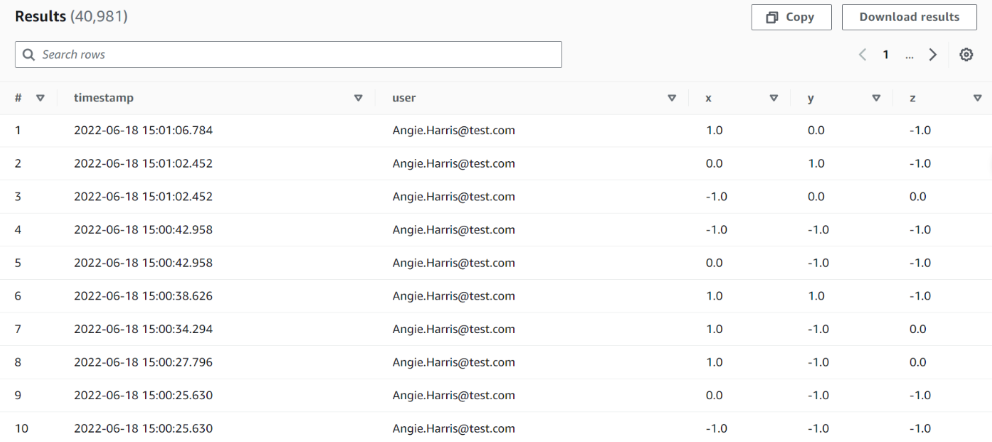 Results (40,981) Copy Download results
Search rows 1 ...
# timestamp user x y z
1 2022-06-18 15:01:06.784 Angie.Harris@test.com 1.0 0.0 -1.0
2 2022-06-18 15:01:02.452 Angie.Harris@test.com 0.0 1.0 -1.0
3 2022-06-18 15:01:02.452 Angie.Harris@test.com -1.0 0.0 0.0
4 2022-06-18 15:00:42.958 Angie.Harris@test.com -1.0 -1.0 -1.0
5 2022-06-18 15:00:42.958 Angie.Harris@test.com 0.0 -1.0 -1.0
6 2022-06-18 15:00:38.626 Angie.Harris@test.com 1.0 1.0 -1.0
7 2022-06-18 15:00:34.294 Angie.Harris@test.com 1.0 -1.0 0.0
8 2022-06-18 15:00:27.796 Angie.Harris@test.com 1.0 -1.0 0.0
9 2022-06-18 15:00:25.630 Angie.Harris@test.com 0.0 -1.0 -1.0
10 2022-06-18 15:00:25.630 Angie.Harris@test.com -1.0 -1.0 -1.0